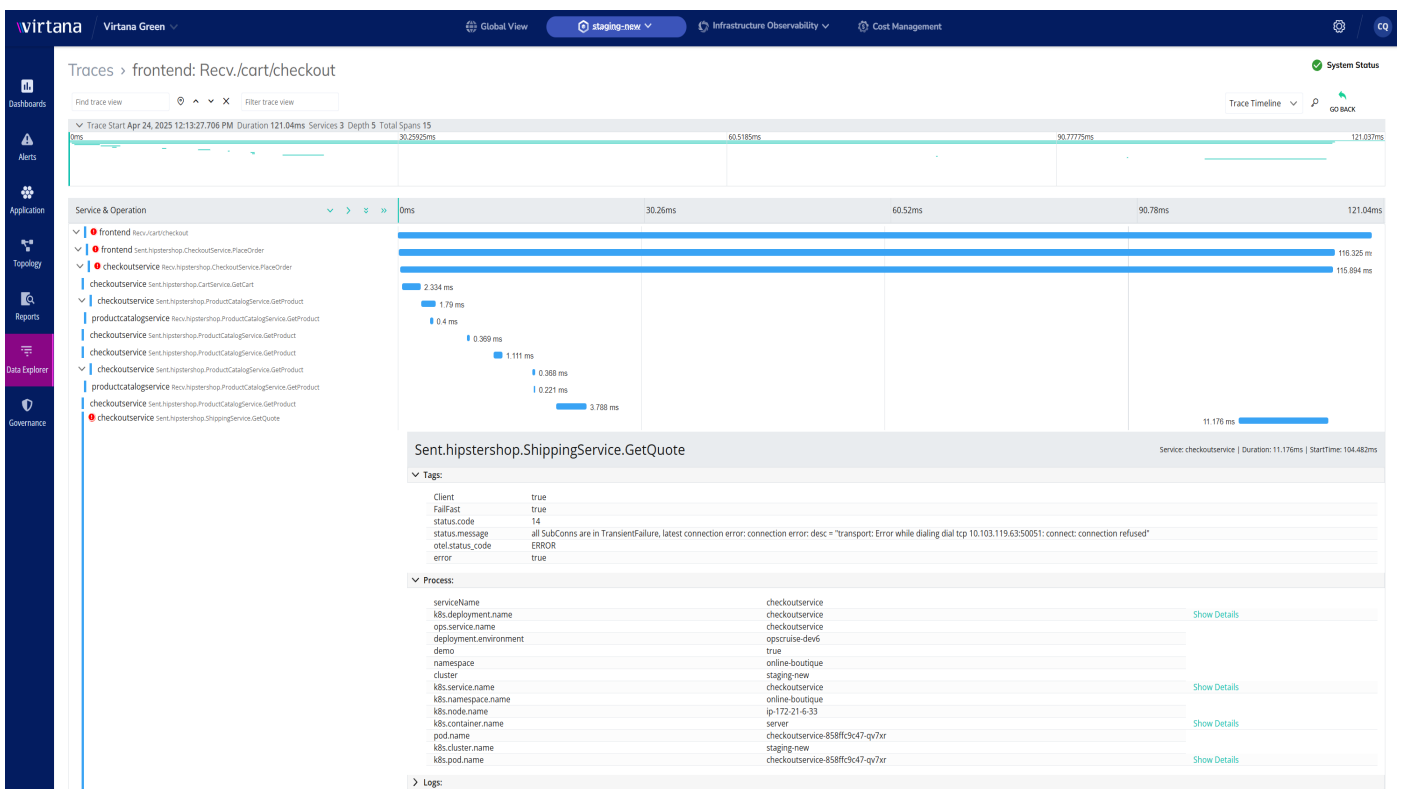 virtana Virtana Green Global View staging-new Infrastructure Observability Cost Management CQ
Traces › frontend: Recv./cart/checkout System Status
Dashboards
Find trace view Filter trace view Trace Timeline GO BACK
Trace Start Apr 24, 2025 12:13:27.706 PM Duration 121.04ms Services 3 Depth 5 Total Spans 15
0ms 30.25925ms 60.5185ms 90.77775ms 121.037ms
Alerts
Application
Service & Operation 0ms 30.26ms 60.52ms 90.78ms 121.04ms
frontend Recv./cart/checkout
frontend Sent.hipstershop.CheckoutService.PlaceOrder 116.325 m
Topology
checkoutservice Recv.hipstershop.CheckoutService.PlaceOrder 115.894 ms
checkoutservice Sent.hipstershop.CartService.GetCart 2.334 ms
checkoutservice Sent.hipstershop.ProductCatalogService.GetProduct 1.79 ms
Reports
productcatalogservice Recv.hipstershop.ProductCatalogService.GetProduct 0.4 ms
checkoutservice Sent.hipstershop.ProductCatalogService.GetProduct 0.369 ms
checkoutservice Sent.hipstershop.ProductCatalogService.GetProduct 1.111 ms
Data Explorer
checkoutservice Sent.hipstershop.ProductCatalogService.GetProduct 0.368 ms
productcatalogservice Recv.hipstershop.ProductCatalogService.GetProduct 0.221 ms
checkoutservice Sent.hipstershop.ProductCatalogService.GetProduct 3.788 ms
checkoutservice Sent.hipstershop.ShippingService.GetQuote 11.176 ms
Governance
Sent.hipstershop.ShippingService.GetQuote Service: checkoutservice | Duration: 11.176ms | StartTime: 104.482ms
Tags:
Client true
FailFast true
status.code 14
status.message all SubConns are in TransientFailure, latest connection error: connection error: desc = "transport: Error while dialing dial tcp 10.103.119.63:50051: connect: connection refused"
otel.status_code ERROR
error true
Process:
serviceName checkoutservice
k8s.deployment.name checkoutservice Show Details
ops.service.name checkoutservice
deployment.environment opscruise-dev6
demo true
namespace online-boutique
cluster staging-new
k8s.service.name checkoutservice Show Details
k8s.namespace.name online-boutique
k8s.node.name ip-172-21-6-33
k8s.container.name server Show Details
pod.name checkoutservice-858ffc9c47-qv7xr
k8s.cluster.name staging-new
k8s.pod.name checkoutservice-858ffc9c47-qv7xr Show Details
Logs: